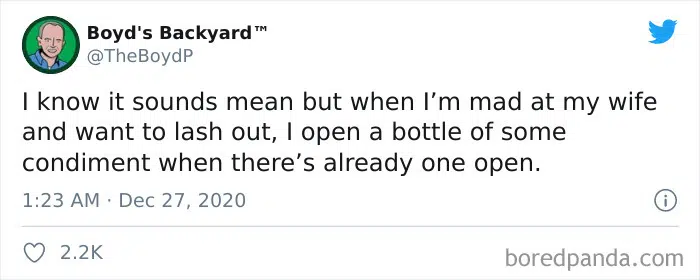 Boyd's Backyard™
@TheBoydP
I know it sounds mean but when I’m mad at my wife
and want to lash out, I open a bottle of some
condiment when there’s already one open.
1:23 AM · Dec 27, 2020
2.2K
boredpanda.com